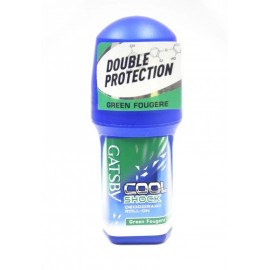 DOUBLE
PROTECTION
GREEN FOUGERE
GATSBY
COOL
SHOCK
DEODORANT
ROLL-ON
Green Fougere